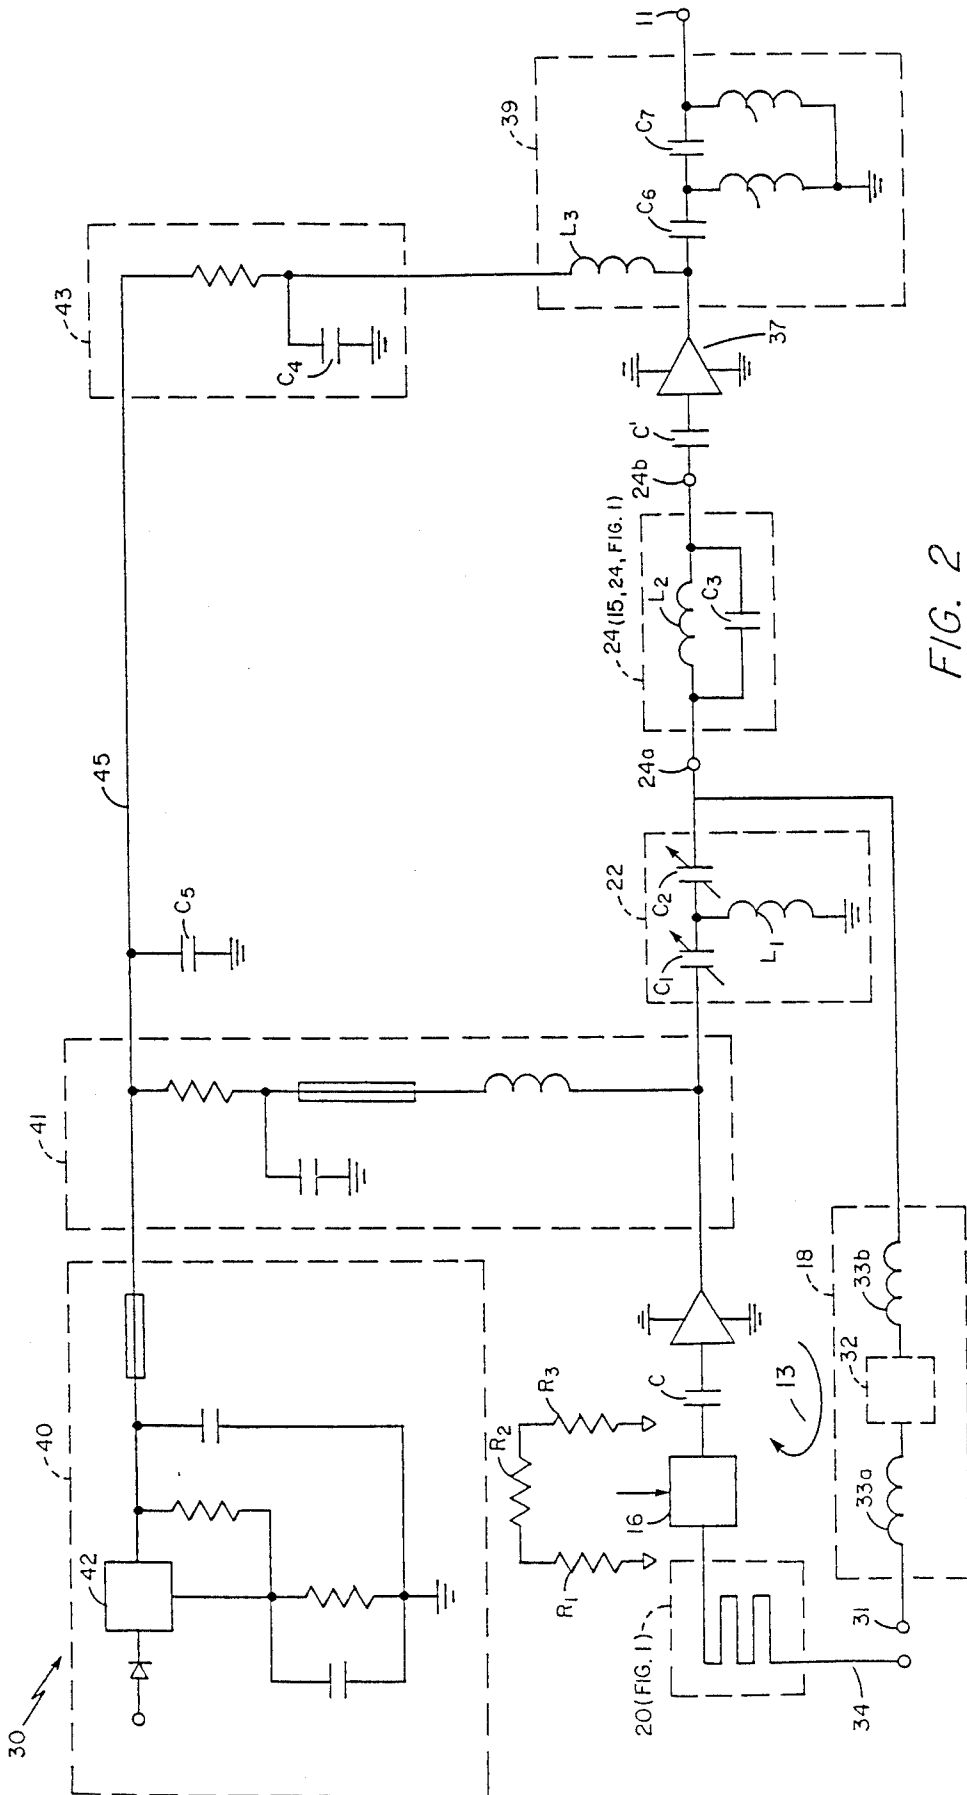 30
40
42
41
45
C5
43
C4
39
L3
C6
C7
11
37
C'
24b
24(15, 24, FIG. 1)
L2
C3
24a
22
C1
C2
L1
R1
R2
R3
16
C
13
20(FIG. 1)
34
31
18
33a
32
33b
FIG. 2